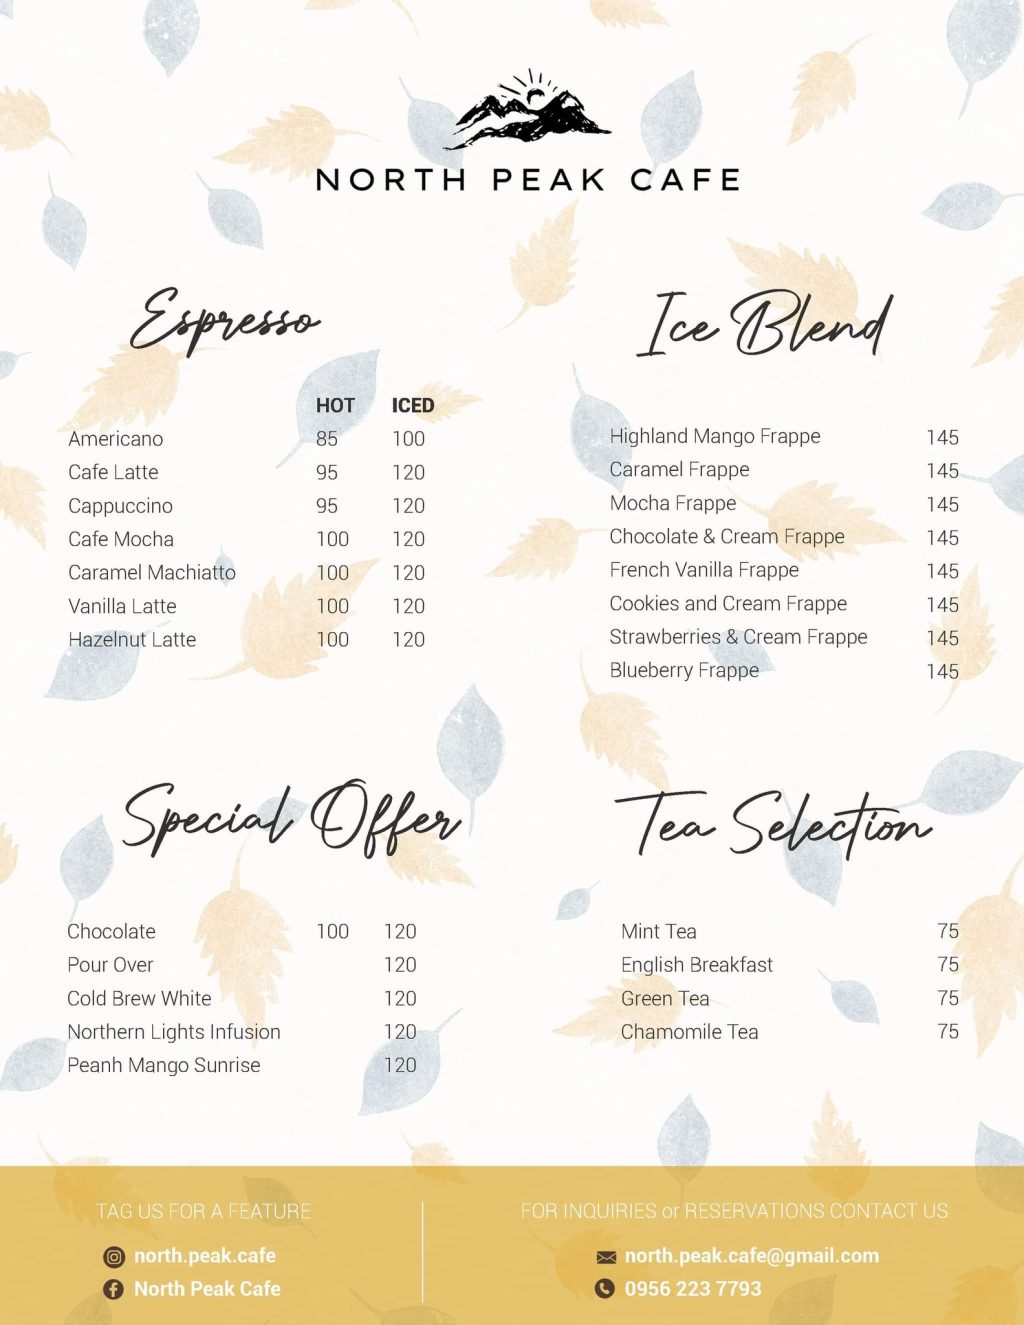 NORTH PEAK CAFE
Espresso
HOT ICED
Americano 85 100
Cafe Latte 95 120
Cappuccino 95 120
Cafe Mocha 100 120
Caramel Machiatto 100 120
Vanilla Latte 100 120
Hazelnut Latte 100 120
Ice Blend
Highland Mango Frappe 145
Caramel Frappe 145
Mocha Frappe 145
Chocolate & Cream Frappe 145
French Vanilla Frappe 145
Cookies and Cream Frappe 145
Strawberries & Cream Frappe 145
Blueberry Frappe 145
Special Offer
Chocolate 100 120
Pour Over 120
Cold Brew White 120
Northern Lights Infusion 120
Peanh Mango Sunrise 120
Tea Selection
Mint Tea 75
English Breakfast 75
Green Tea 75
Chamomile Tea 75
TAG US FOR A FEATURE
north.peak.cafe
North Peak Cafe
FOR INQUIRIES or RESERVATIONS CONTACT US
north.peak.cafe@gmail.com
0956 223 7793